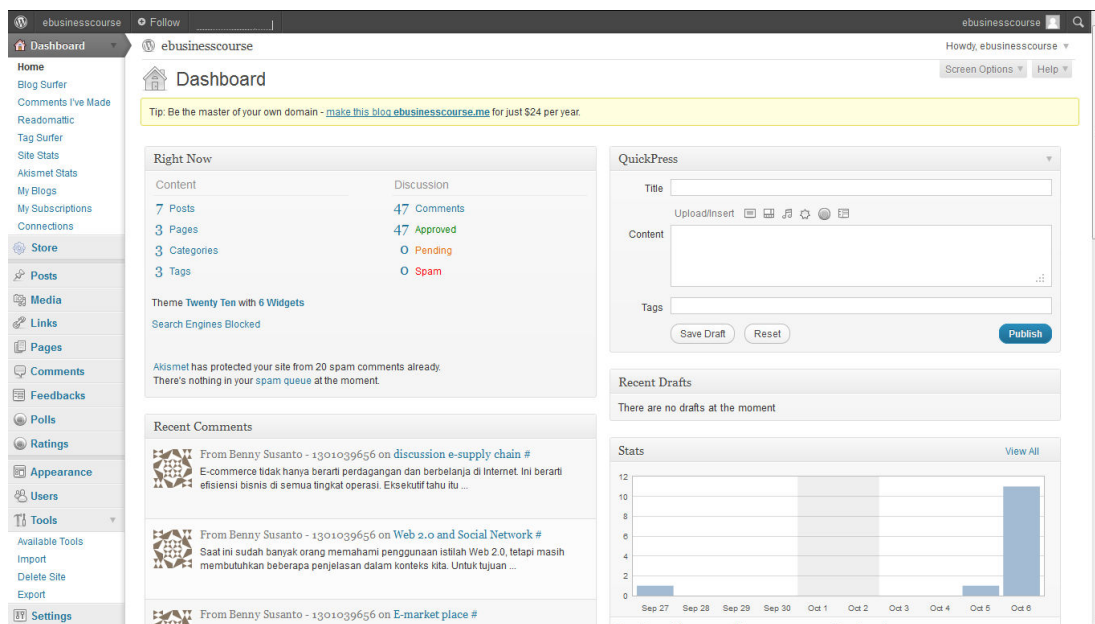 ebusinesscourse
Follow
ebusinesscourse
Dashboard
Home
Blog Surfer
Comments I've Made
Readomattic
Tag Surfer
Site Stats
Akismet Stats
My Blogs
My Subscriptions
Connections
Store
Posts
Media
Links
Pages
Comments
Feedbacks
Polls
Ratings
Appearance
Users
Tools
Available Tools
Import
Delete Site
Export
Settings
ebusinesscourse
Howdy, ebusinesscourse
Screen Options
Help
Dashboard
Tip: Be the master of your own domain - make this blog ebusinesscourse.me for just $24 per year.
Right Now
Content
Discussion
7 Posts
47 Comments
3 Pages
47 Approved
3 Categories
0 Pending
3 Tags
0 Spam
Theme Twenty Ten with 6 Widgets
Search Engines Blocked
Akismet has protected your site from 20 spam comments already.
There's nothing in your spam queue at the moment.
Recent Comments
From Benny Susanto - 1301039656 on discussion e-supply chain #
E-commerce tidak hanya berarti perdagangan dan berbelanja di Internet. Ini berarti
efisiensi bisnis di semua tingkat operasi. Eksekutif tahu itu ...
From Benny Susanto - 1301039656 on Web 2.0 and Social Network #
Saat ini sudah banyak orang memahami penggunaan istilah Web 2.0, tetapi masih
membutuhkan beberapa penjelasan dalam konteks kita. Untuk tujuan ...
From Benny Susanto - 1301039656 on E-market place #
QuickPress
Title
Upload/Insert
Content
Tags
Save Draft
Reset
Publish
Recent Drafts
There are no drafts at the moment
Stats
View All
12
10
8
6
4
2
0
Sep 27 Sep 28 Sep 29 Sep 30 Oct 1 Oct 2 Oct 3 Oct 4 Oct 5 Oct 6